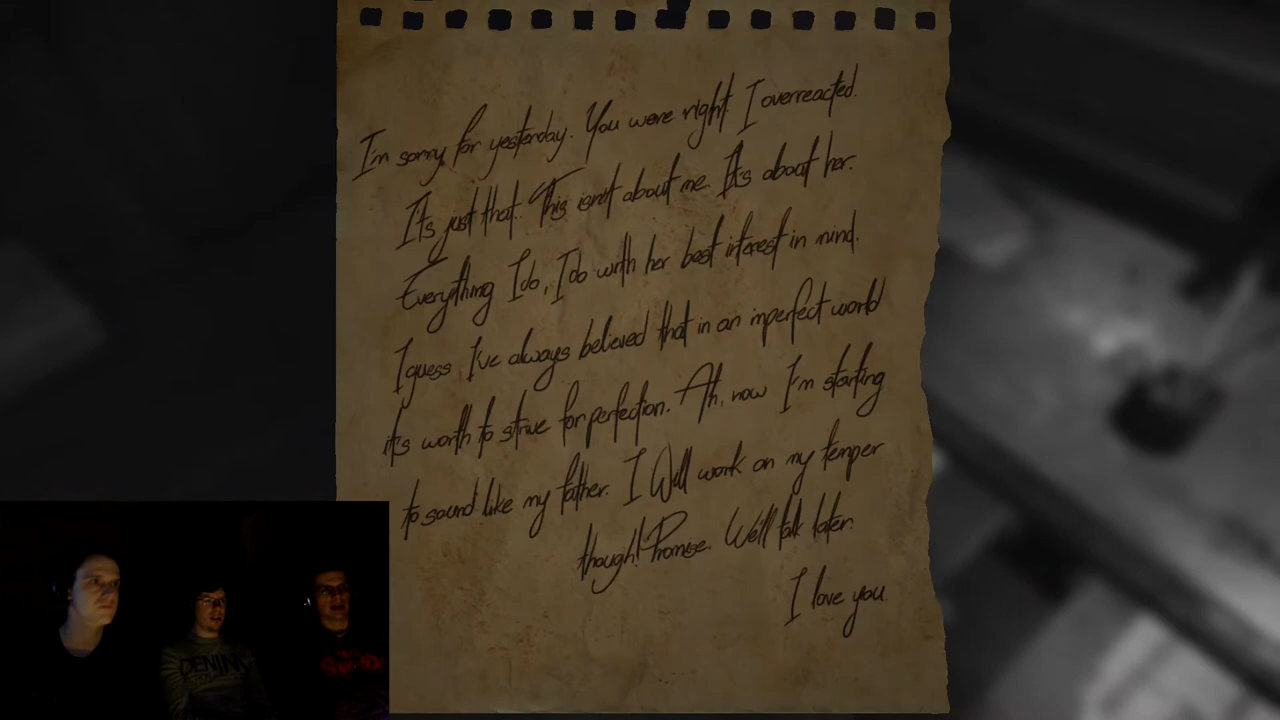 I'm sorry for yesterday. You were right. I overreacted.
It's just that.. This isn't about me. It's about her.
Everything I do, I do with her best interest in mind.
I guess I've always believed that in an imperfect world
it's worth to strive for perfection. Ah, now I'm starting
to sound like my father. I Will work on my temper
though! Promise. We'll talk later.
I love you.
DENIM